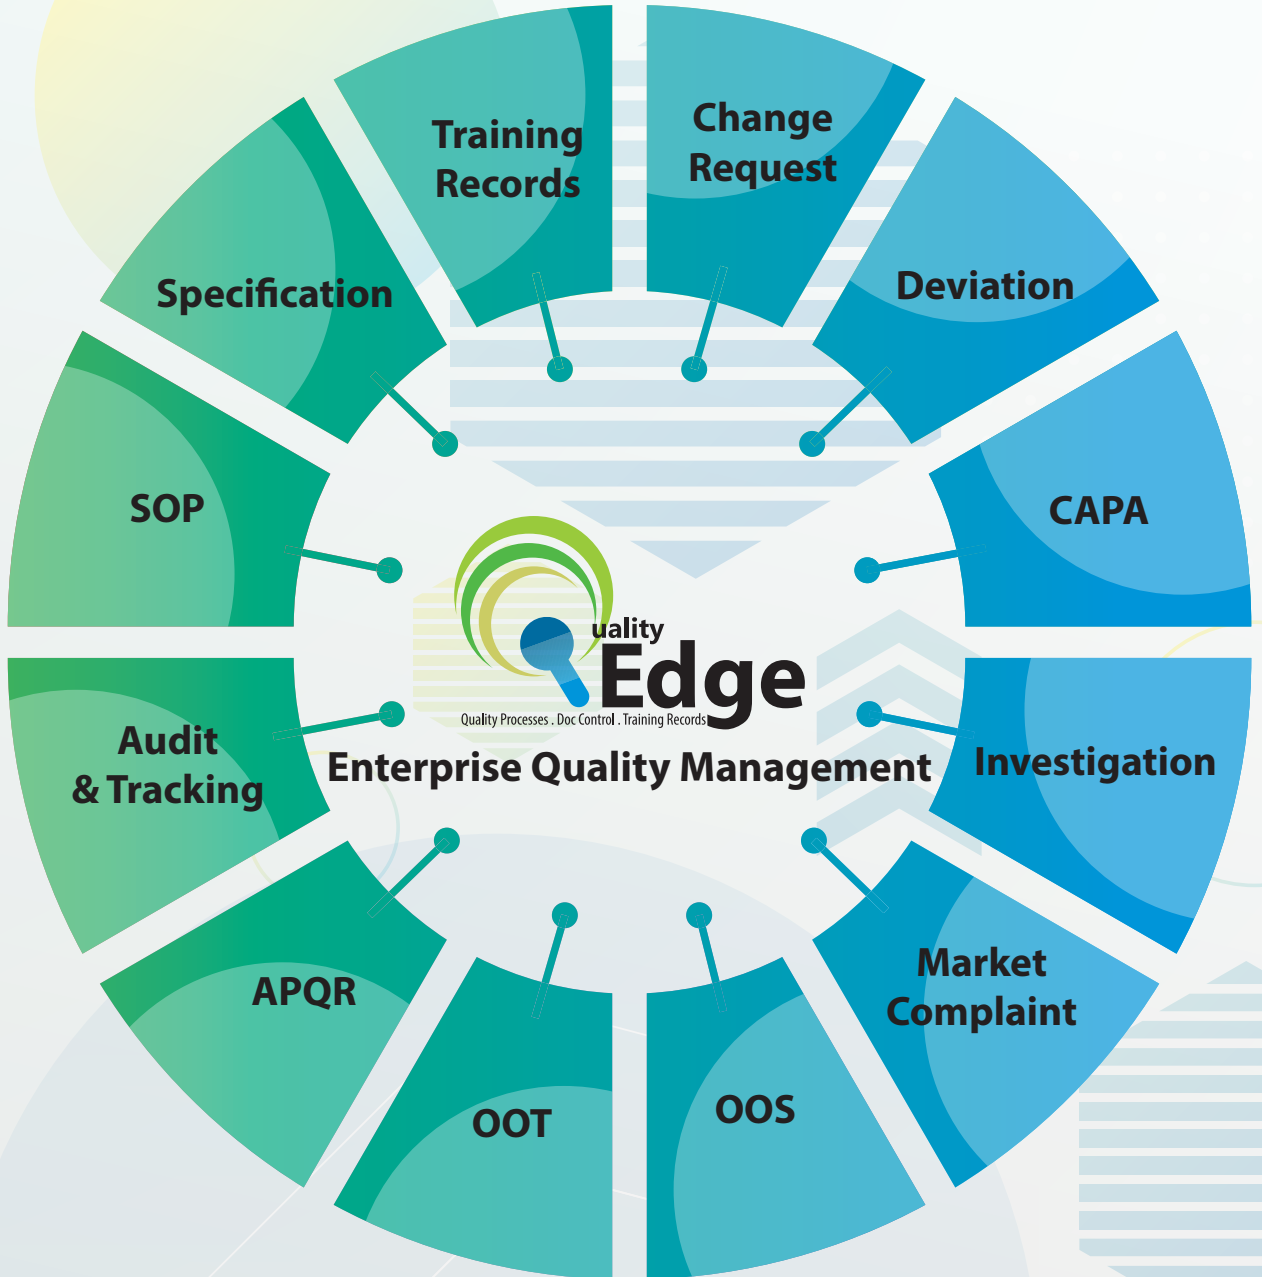 Training
Records
Change
Request
Deviation
CAPA
Investigation
Market
Complaint
OOS
OOT
APQR
Audit
& Tracking
SOP
Specification
uality
Edge
Quality Processes . Doc Control . Training Records
Enterprise Quality Management